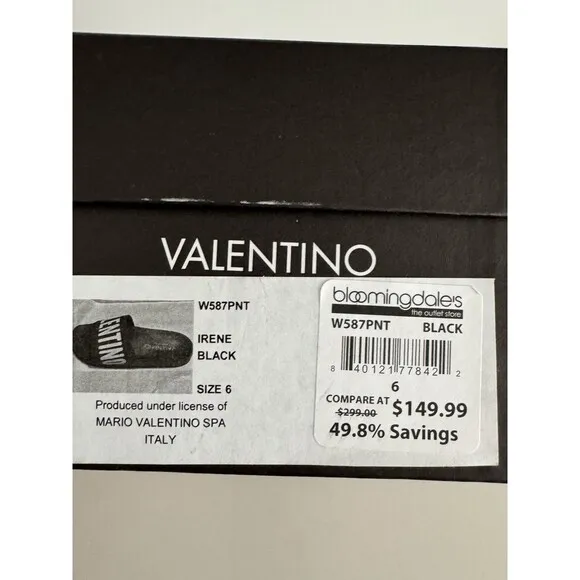 VALENTINO
W587PNT
IRENE
BLACK
SIZE 6
Produced under license of
MARIO VALENTINO SPA
ITALY
ENTINO
bloomingdale's
the outlet store
W587PNT BLACK
8 40121 77842 2
6
COMPARE AT
$299.00 $149.99
49.8% Savings